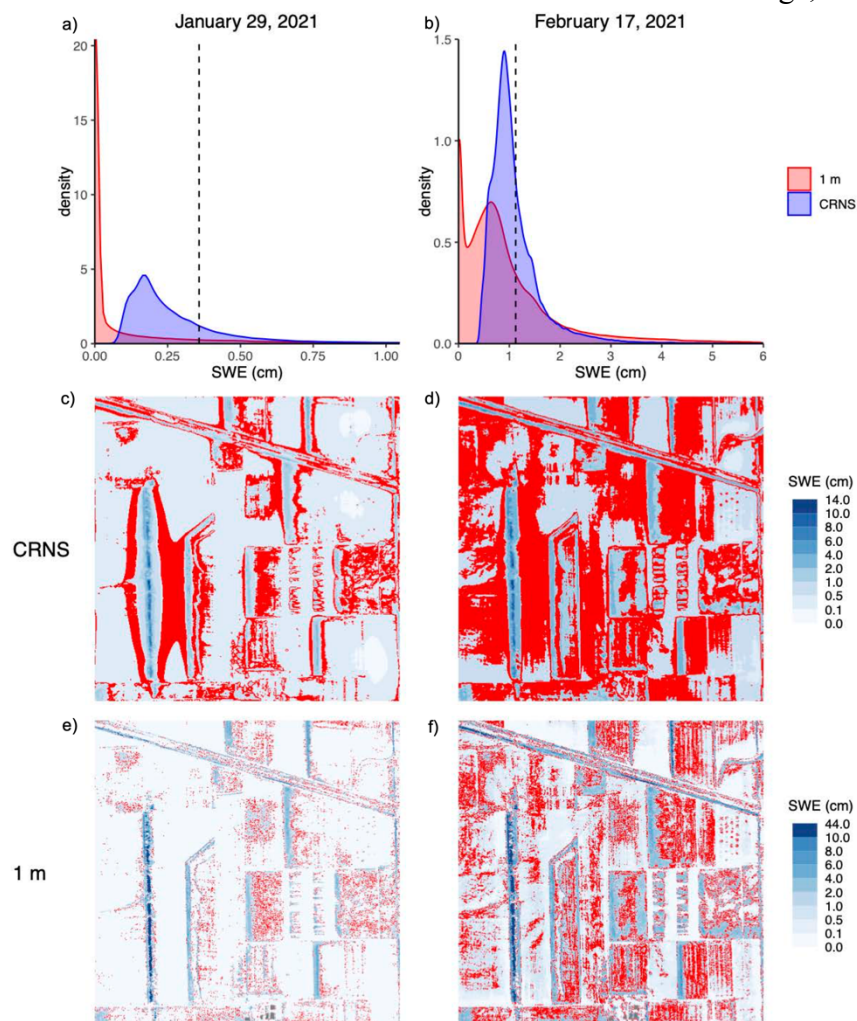 a) January 29, 2021
b) February 17, 2021
20
15
10
5
0
density
0.00 0.25 0.50 0.75 1.00
SWE (cm)
1.5
1.0
0.5
0.0
density
0 1 2 3 4 5 6
SWE (cm)
1 m
CRNS
c)
d)
CRNS
SWE (cm)
14.0
10.0
8.0
6.0
4.0
2.0
1.0
0.5
0.1
0.0
e)
f)
1 m
SWE (cm)
44.0
10.0
8.0
6.0
4.0
2.0
1.0
0.5
0.1
0.0